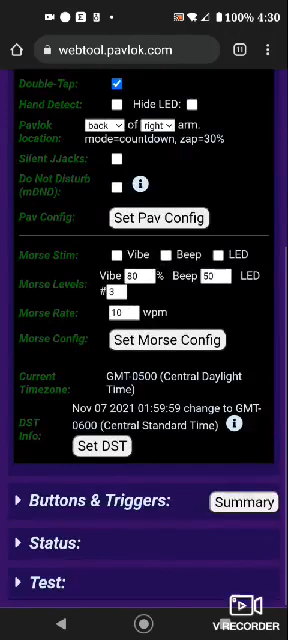 100% 4:30
webtool.pavlok.com
Double-Tap:
Hand Detect: Hide LED:
Pavlok location: back of right arm.
mode=countdown, zap=30%
Silent JJacks:
Do Not Disturb (mDND): i
Pav Config: Set Pav Config
Morse Stim: Vibe Beep LED
Morse Levels: Vibe 80 % Beep 50 LED
# 3
Morse Rate: 10 wpm
Morse Config: Set Morse Config
Current Timezone: GMT-0500 (Central Daylight
Time)
DST Info: Nov 07 2021 01:59:59 change to GMT-
0600 (Central Standard Time) i
Set DST
Buttons & Triggers: Summary
Status:
Test:
V RECORDER